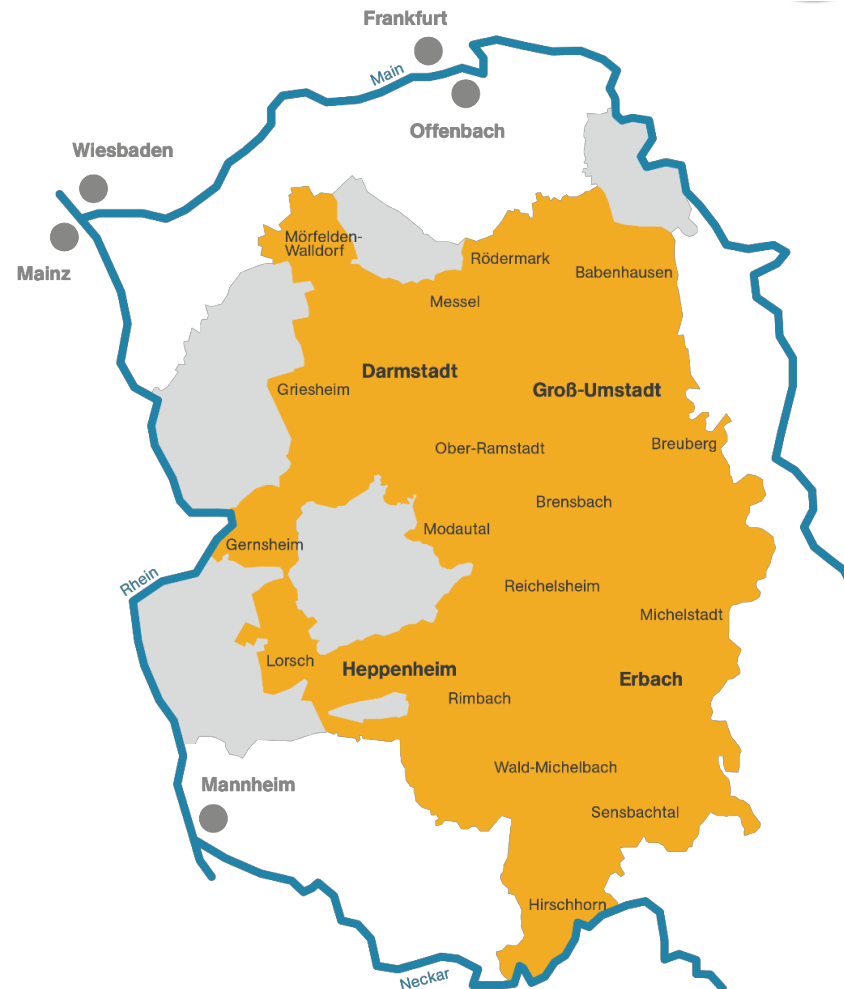 Frankfurt
Main
Offenbach
Wiesbaden
Mainz
Mörfelden-
Walldorf
Rödermark
Babenhausen
Messel
Darmstadt
Griesheim
Groß-Umstadt
Ober-Ramstadt
Breuberg
Brensbach
Modautal
Gernsheim
Rhein
Reichelsheim
Michelstadt
Lorsch
Heppenheim
Erbach
Rimbach
Wald-Michelbach
Mannheim
Sensbachtal
Hirschhorn
Neckar